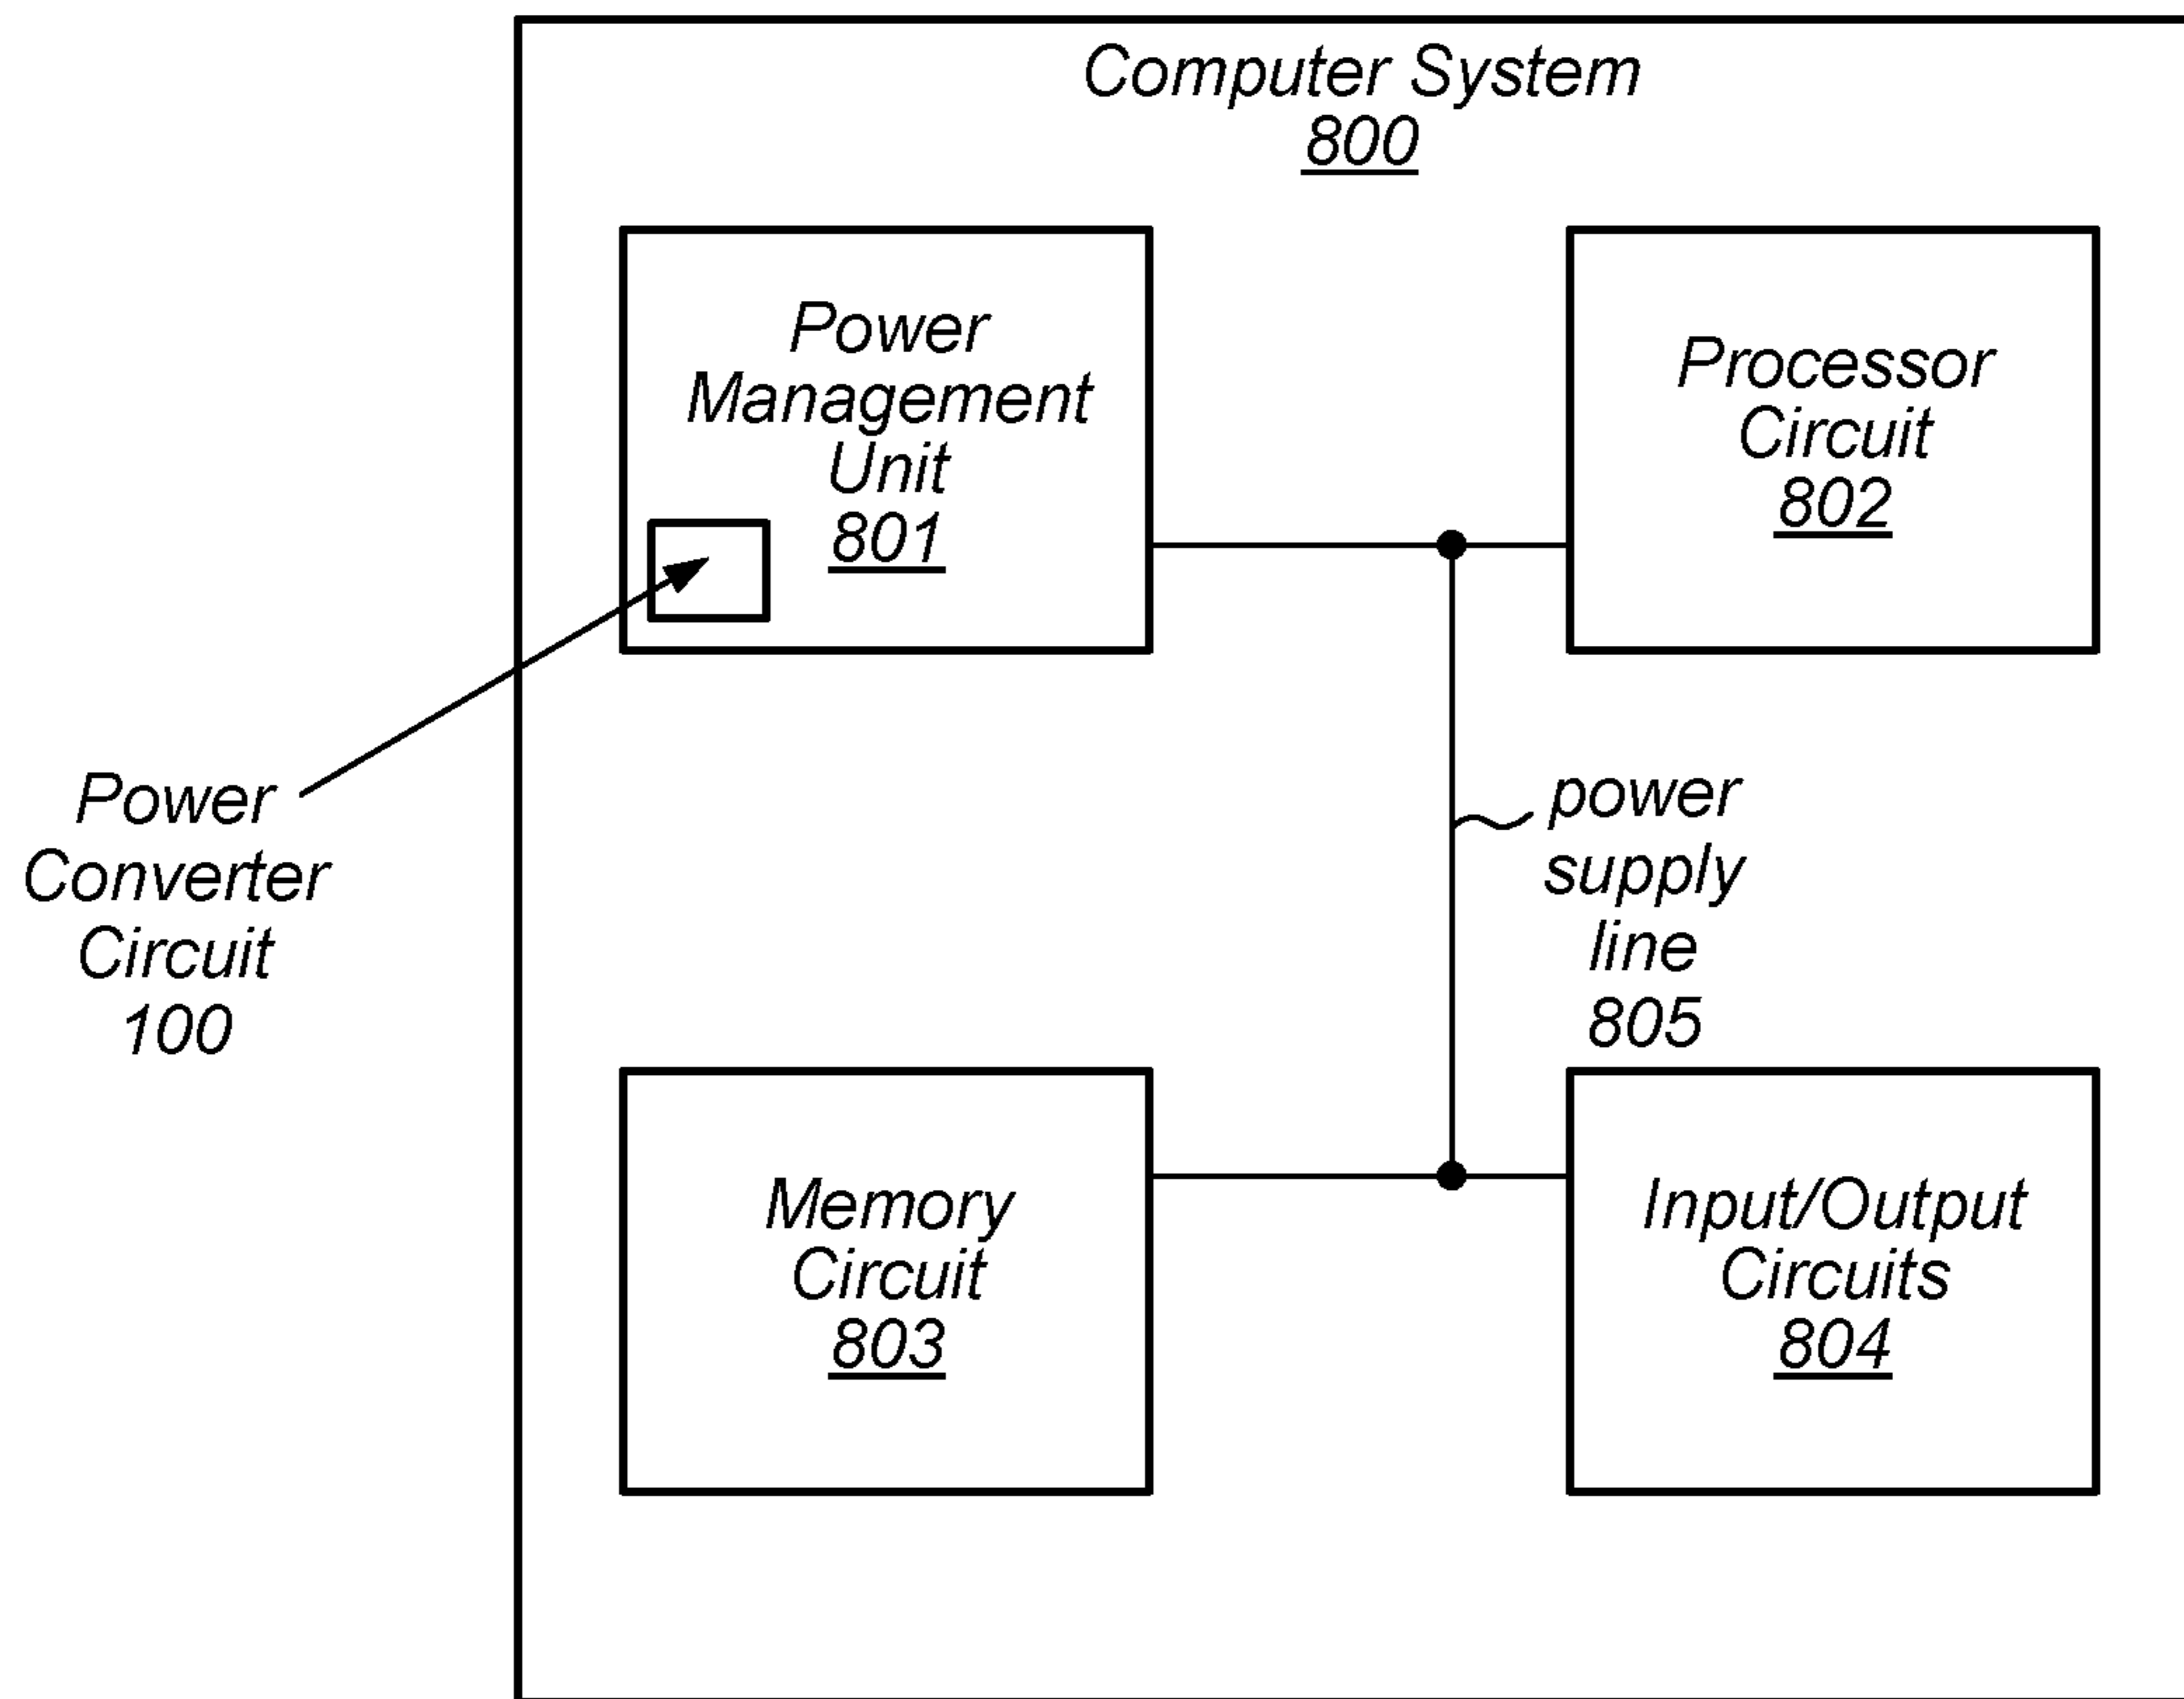 Computer System
800
Power
Management
Unit
801
Processor
Circuit
802
Power
Converter
Circuit
100
power
supply
line
805
Memory
Circuit
803
Input/Output
Circuits
804